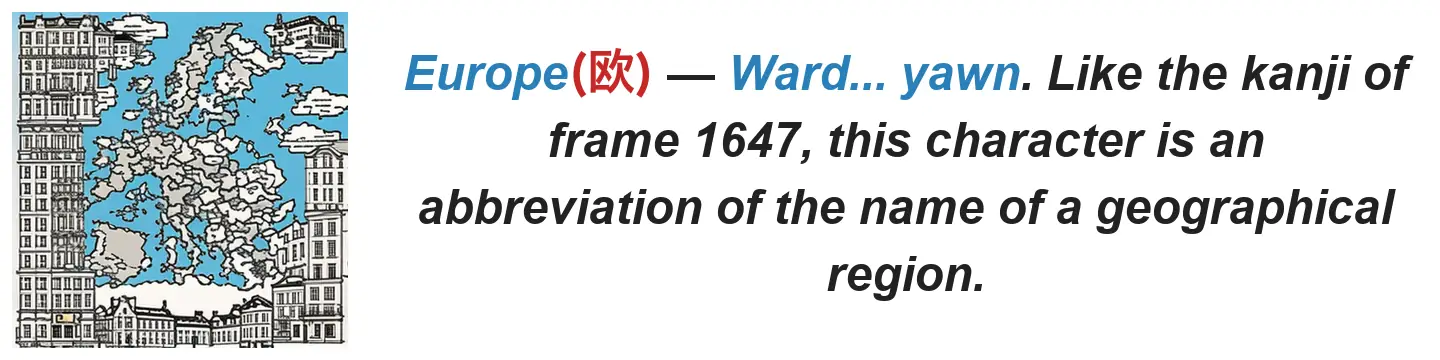 Europe(欧) — Ward... yawn. Like the kanji of
frame 1647, this character is an
abbreviation of the name of a geographical
region.